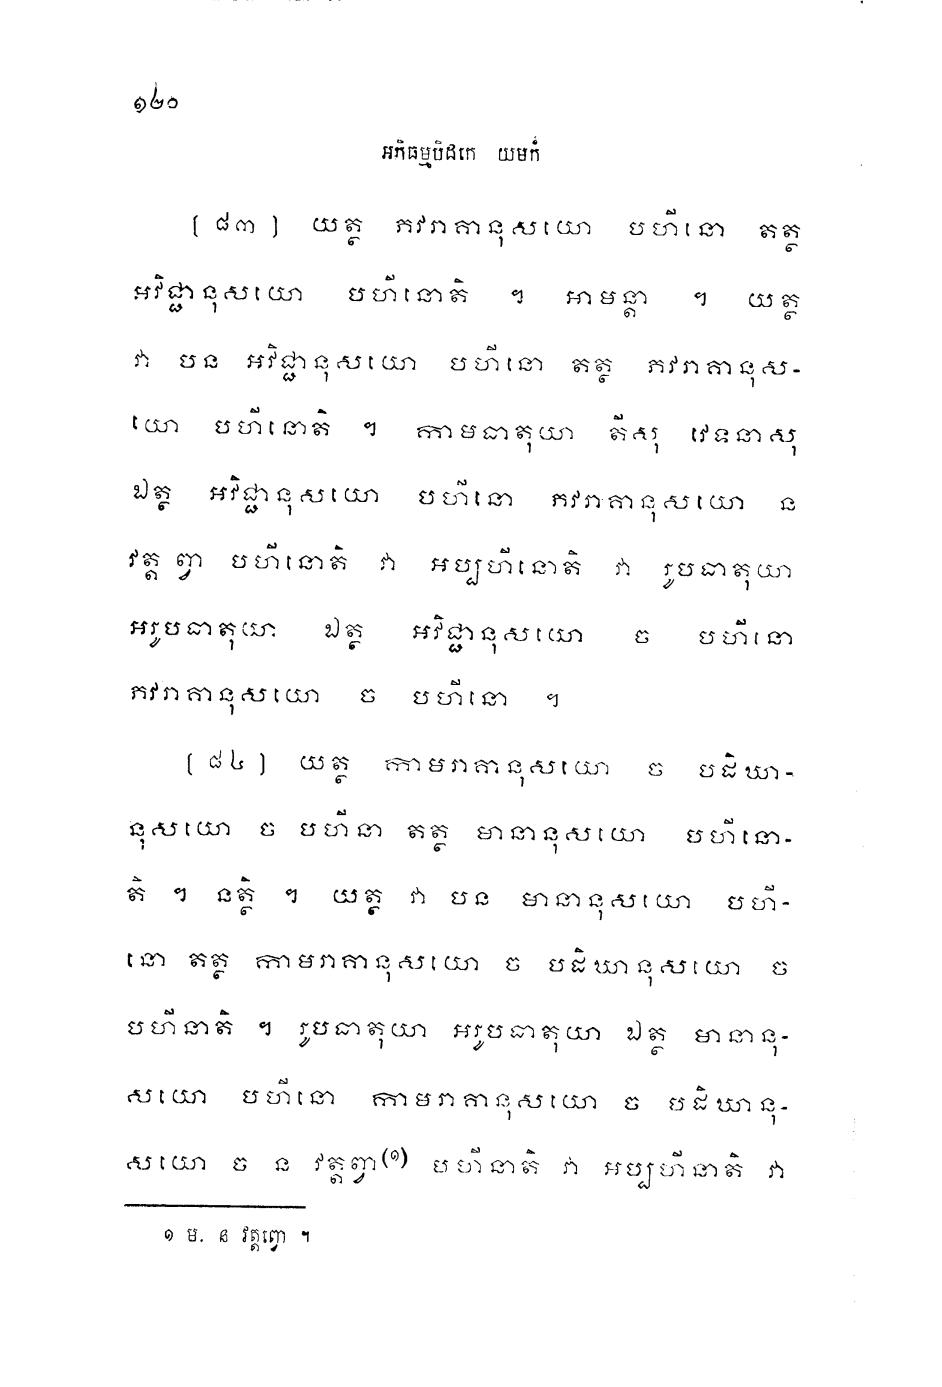 ១២០
អភិធម្មបិដកេ យមកំ
[ ៨៣ ] យត្ថ ភវរាគានុសយោ បហីនោ តត្ថ
អវិជ្ជានុសយោ បហីនោតិ ។ អាមន្តា ។ យត្ថ
វា បន អវិជ្ជានុសយោ បហីនោ តត្ថ ភវរាគានុស-
យោ បហីនោតិ ។ កាមធាតុយា តីសុ វេទនាសុ
ឯត្ថ អវិជ្ជានុសយោ បហីនោ ភវរាគានុសយោ ន
វត្តព្វា បហីនោតិ វា អប្បហីនោតិ វា រូបធាតុយា
អរូបធាតុយា ឯត្ថ អវិជ្ជានុសយោ ច បហីនោ
ភវរាគានុសយោ ច បហីនោ ។
[ ៨៤ ] យត្ថ កាមរាគានុសយោ ច បដិឃា-
នុសយោ ច បហីនា តត្ថ មានានុសយោ បហីនោ-
តិ ។ នត្ថិ ។ យត្ថ វា បន មានានុសយោ បហី-
នោ តត្ថ កាមរាគានុសយោ ច បដិឃានុសយោ ច
បហីនាតិ ។ រូបធាតុយា អរូបធាតុយា ឯត្ថ មានានុ-
សយោ បហីនោ កាមរាគានុសយោ ច បដិឃានុ-
សយោ ច ន វត្តព្វា(១) បហីនាតិ វា អប្បហីនាតិ វា
១ ម. ន វត្តព្វោ ។